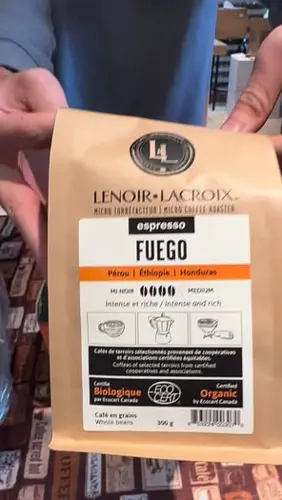 LL
LENOIR•LACROIX
MICRO TORRÉFACTEUR | MICRO COFFEE ROASTER
espresso
FUEGO
Pérou | Éthiopie | Honduras
MI-NOIR MEDIUM
Intense et riche / Intense and rich
Cafés de terroirs sélectionnés provenant de coopératives
et d'associations certifiées équitables.
Coffees of selected terroirs from certified
cooperatives and associations.
Certifié
Biologique
par Ecocert Canada
ECO
CERT
Certified
Organic
by Ecocert Canada
Café en grains
Whole beans
300 g